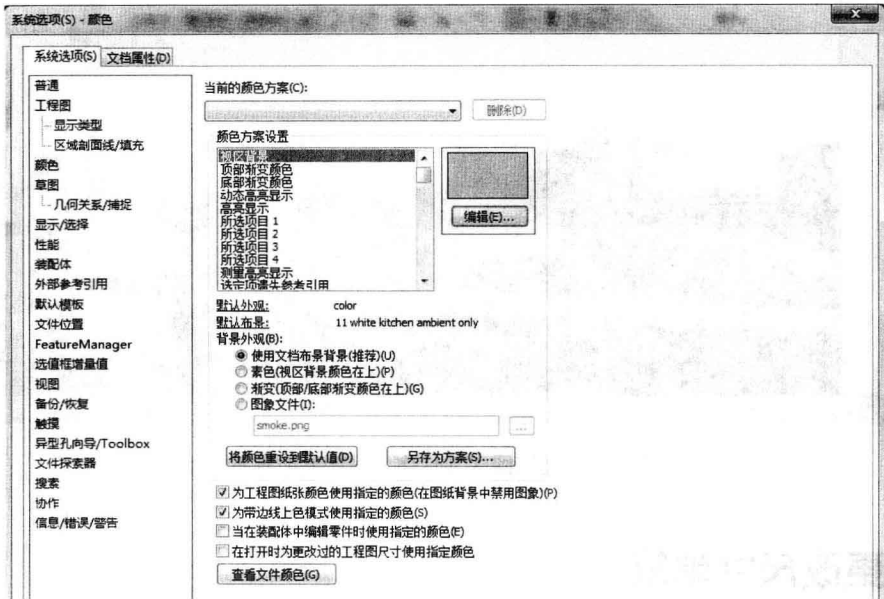 系统选项(S) - 颜色
系统选项(S) 文档属性(D)
普通
工程图
显示类型
区域剖面线/填充
颜色
草图
几何关系/捕捉
显示/选择
性能
装配体
外部参考引用
默认模板
文件位置
FeatureManager
选值框增量值
视图
备份/恢复
触摸
异型孔向导/Toolbox
文件探索器
搜索
协作
信息/错误/警告
当前的颜色方案(C):
删除(D)
颜色方案设置
视区背景
顶部渐变颜色
底部渐变颜色
动态高亮显示
高亮显示
所选项目 1
所选项目 2
所选项目 3
所选项目 4
测里高亮显示
选定项遗失参考引用
编辑(E)...
默认外观: color
默认布景: 11 white kitchen ambient only
背景外观(B):
使用文档布景背景(推荐)(U)
素色(视区背景颜色在上)(P)
渐变(顶部/底部渐变颜色在上)(G)
图象文件(I):
smoke.png
...
将颜色重设到默认值(D) 另存为方案(S)...
为工程图纸张颜色使用指定的颜色(在图纸背景中禁用图象)(P)
为带边线上色模式使用指定的颜色(S)
当在装配体中编辑零件时使用指定的颜色(E)
在打开时为更改过的工程图尺寸使用指定颜色
查看文件颜色(G)